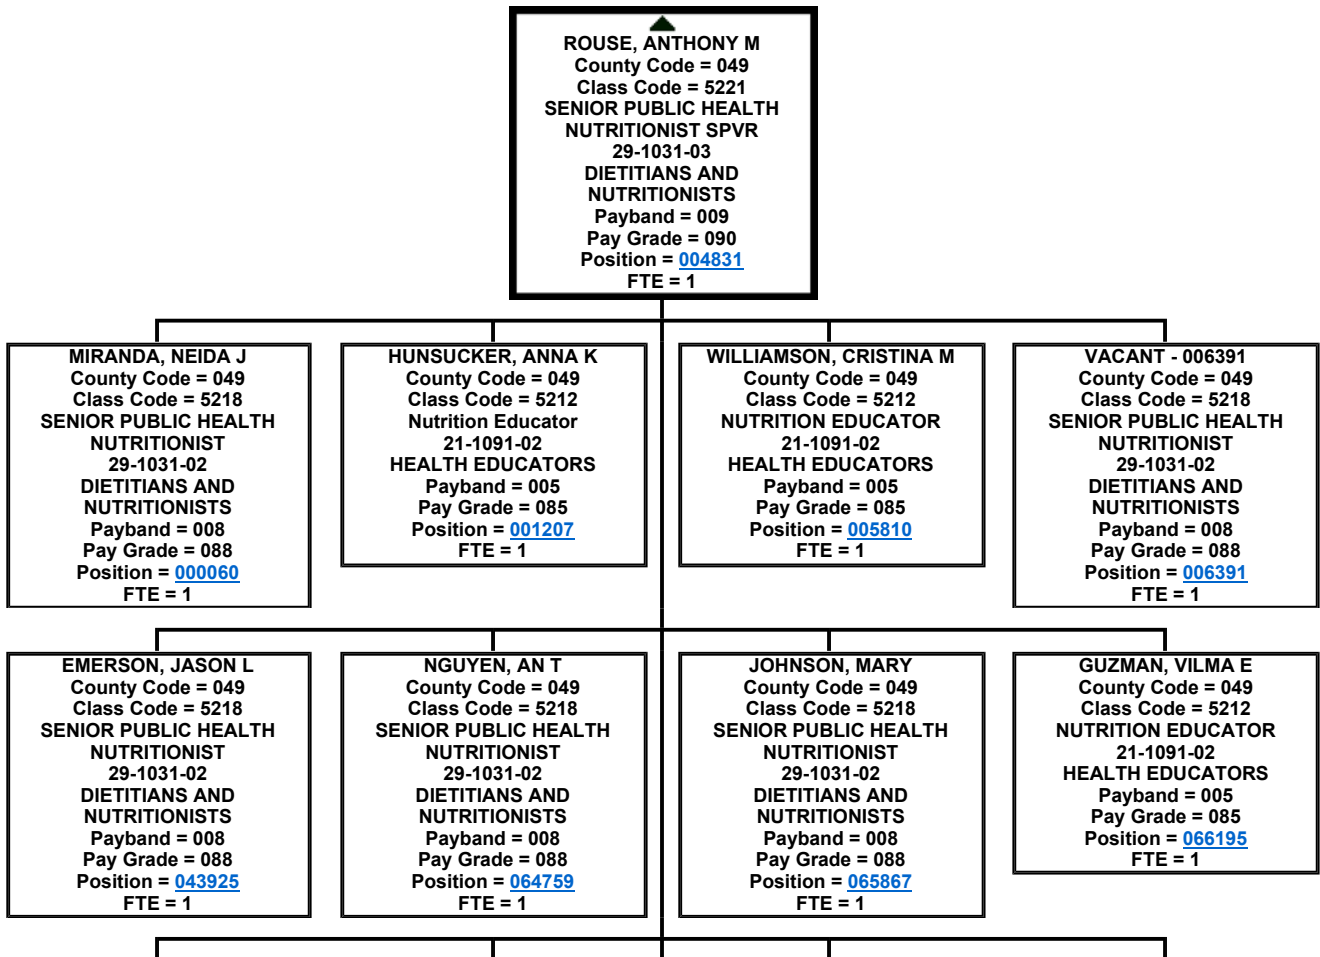 ROUSE, ANTHONY M
County Code = 049
Class Code = 5221
SENIOR PUBLIC HEALTH
NUTRITIONIST SPVR
29-1031-03
DIETITIANS AND
NUTRITIONISTS
Payband = 009
Pay Grade = 090
Position = 004831
FTE = 1
MIRANDA, NEIDA J
County Code = 049
Class Code = 5218
SENIOR PUBLIC HEALTH
NUTRITIONIST
29-1031-02
DIETITIANS AND
NUTRITIONISTS
Payband = 008
Pay Grade = 088
Position = 000060
FTE = 1
HUNSUCKER, ANNA K
County Code = 049
Class Code = 5212
Nutrition Educator
21-1091-02
HEALTH EDUCATORS
Payband = 005
Pay Grade = 085
Position = 001207
FTE = 1
WILLIAMSON, CRISTINA M
County Code = 049
Class Code = 5212
NUTRITION EDUCATOR
21-1091-02
HEALTH EDUCATORS
Payband = 005
Pay Grade = 085
Position = 005810
FTE = 1
VACANT - 006391
County Code = 049
Class Code = 5218
SENIOR PUBLIC HEALTH
NUTRITIONIST
29-1031-02
DIETITIANS AND
NUTRITIONISTS
Payband = 008
Pay Grade = 088
Position = 006391
FTE = 1
EMERSON, JASON L
County Code = 049
Class Code = 5218
SENIOR PUBLIC HEALTH
NUTRITIONIST
29-1031-02
DIETITIANS AND
NUTRITIONISTS
Payband = 008
Pay Grade = 088
Position = 043925
FTE = 1
NGUYEN, AN T
County Code = 049
Class Code = 5218
SENIOR PUBLIC HEALTH
NUTRITIONIST
29-1031-02
DIETITIANS AND
NUTRITIONISTS
Payband = 008
Pay Grade = 088
Position = 064759
FTE = 1
JOHNSON, MARY
County Code = 049
Class Code = 5218
SENIOR PUBLIC HEALTH
NUTRITIONIST
29-1031-02
DIETITIANS AND
NUTRITIONISTS
Payband = 008
Pay Grade = 088
Position = 065867
FTE = 1
GUZMAN, VILMA E
County Code = 049
Class Code = 5212
NUTRITION EDUCATOR
21-1091-02
HEALTH EDUCATORS
Payband = 005
Pay Grade = 085
Position = 066195
FTE = 1